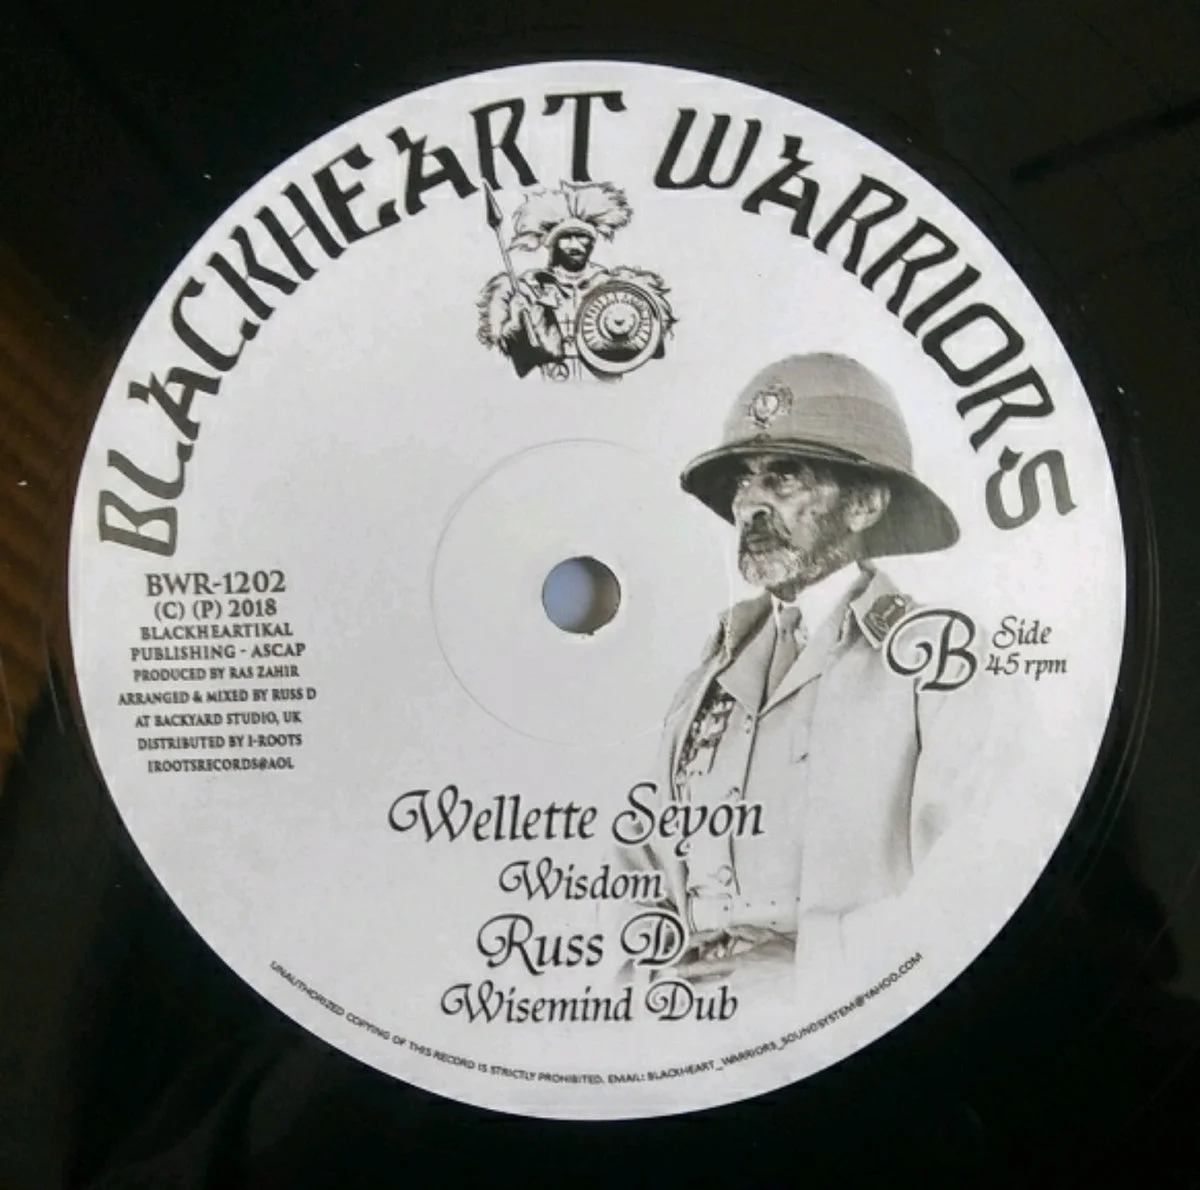 BLACKHEART WARRIORS
BWR-1202
(C) (P) 2018
BLACKHEARTIKAL
PUBLISHING - ASCAP
PRODUCED BY RAS ZAHIR
ARRANGED & MIXED BY RUSS D
AT BACKYARD STUDIO, UK
DISTRIBUTED BY I-ROOTS
IROOTSRECORDS@AOL
B Side
45 rpm
Wellette Seyon
Wisdom
Russ D
Wisemind Dub
UNAUTHORIZED COPYING OF THIS RECORD IS STRICTLY PROHIBITED. EMAIL: BLACKHEART_WARRIORS_SOUNDSYSTEM@YAHOO.COM